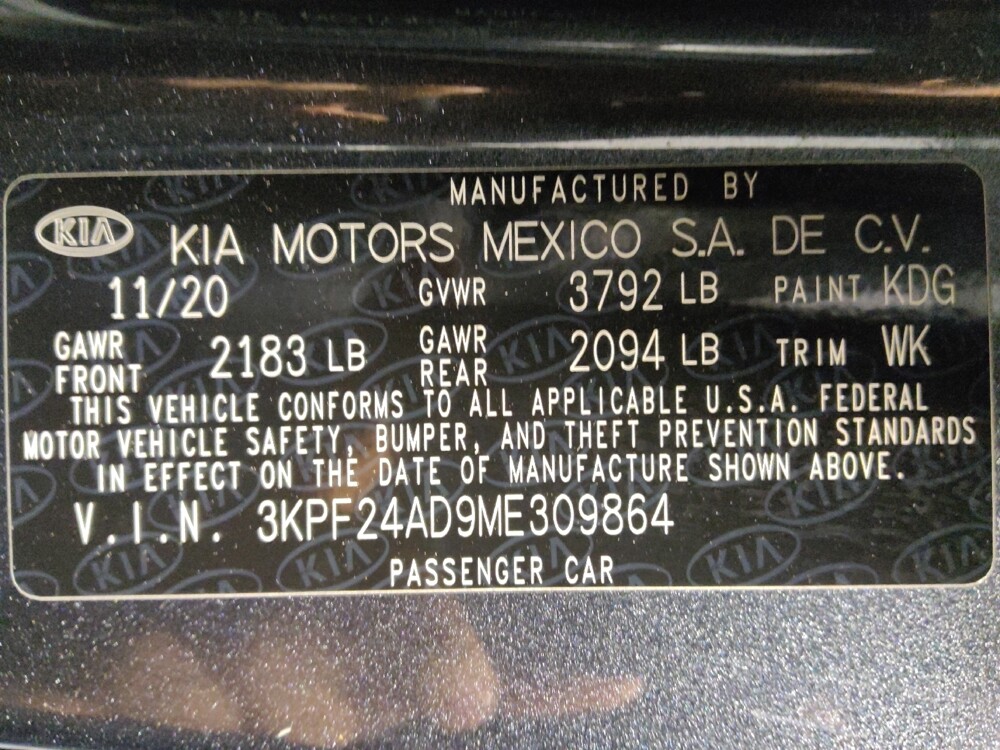 MANUFACTURED BY
KIA KIA MOTORS MEXICO S.A. DE C.V.
11/20 GVWR 3792 LB PAINT KDG
GAWR FRONT 2183 LB GAWR REAR 2094 LB TRIM WK
THIS VEHICLE CONFORMS TO ALL APPLICABLE U.S.A. FEDERAL
MOTOR VEHICLE SAFETY, BUMPER, AND THEFT PREVENTION STANDARDS
IN EFFECT ON THE DATE OF MANUFACTURE SHOWN ABOVE.
V.I.N. 3KPF24AD9ME309864
PASSENGER CAR